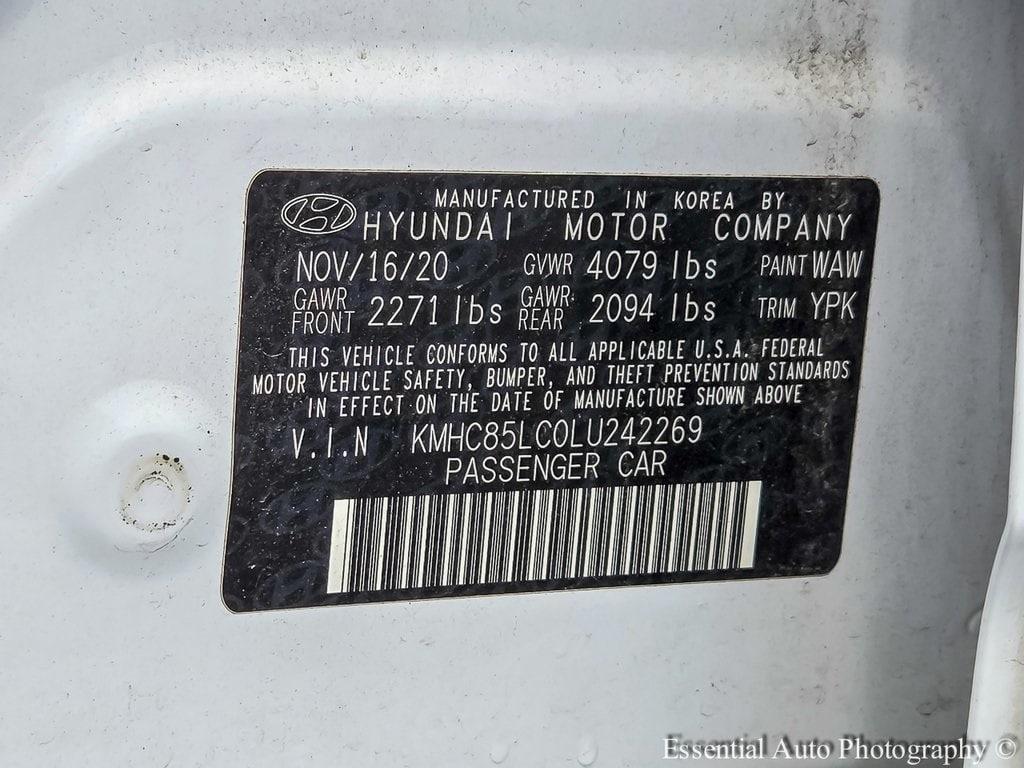 MANUFACTURED IN KOREA BY
HYUNDAI MOTOR COMPANY
NOV/16/20 GVWR 4079 lbs PAINT WAW
GAWR FRONT 2271 lbs GAWR REAR 2094 lbs TRIM YPK
THIS VEHICLE CONFORMS TO ALL APPLICABLE U.S.A. FEDERAL
MOTOR VEHICLE SAFETY, BUMPER, AND THEFT PREVENTION STANDARDS
IN EFFECT ON THE DATE OF MANUFACTURE SHOWN ABOVE
V.I.N KMHC85LC0LU242269
PASSENGER CAR
Essential Auto Photography ©